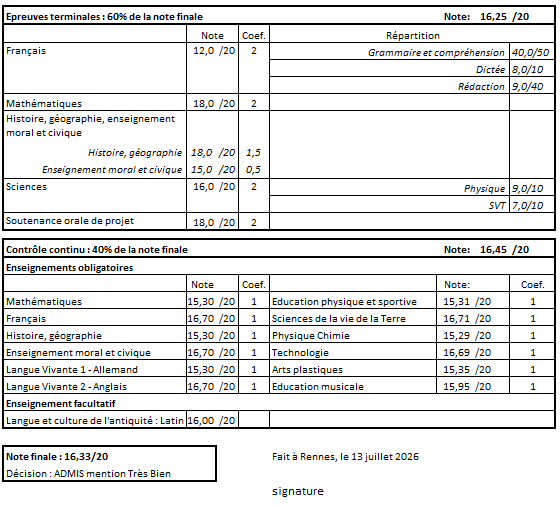 Epreuves terminales : 60% de la note finale Note: 16,25 /20
Note Coef. Répartition
Français 12,0 /20 2 Grammaire et compréhension 40,0/50
Dictée 8,0/10
Rédaction 9,0/40
Mathématiques 18,0 /20 2
Histoire, géographie, enseignement
moral et civique
Histoire, géographie 18,0 /20 1,5
Enseignement moral et civique 15,0 /20 0,5
Sciences 16,0 /20 2 Physique 9,0/10
SVT 7,0/10
Soutenance orale de projet 18,0 /20 2
Contrôle continu : 40% de la note finale Note: 16,45 /20
Enseignements obligatoires
Note Coef. Note: Coef.
Mathématiques 15,30 /20 1 Education physique et sportive 15,31 /20 1
Français 16,70 /20 1 Sciences de la vie de la Terre 16,71 /20 1
Histoire, géographie 15,30 /20 1 Physique Chimie 15,29 /20 1
Enseignement moral et civique 16,70 /20 1 Technologie 16,69 /20 1
Langue Vivante 1 - Allemand 15,30 /20 1 Arts plastiques 15,35 /20 1
Langue Vivante 2 - Anglais 16,70 /20 1 Education musicale 15,95 /20 1
Enseignement facultatif
Langue et culture de l'antiquité : Latin 16,00 /20
Note finale : 16,33/20 Fait à Rennes, le 13 juillet 2026
Décision : ADMIS mention Très Bien
signature